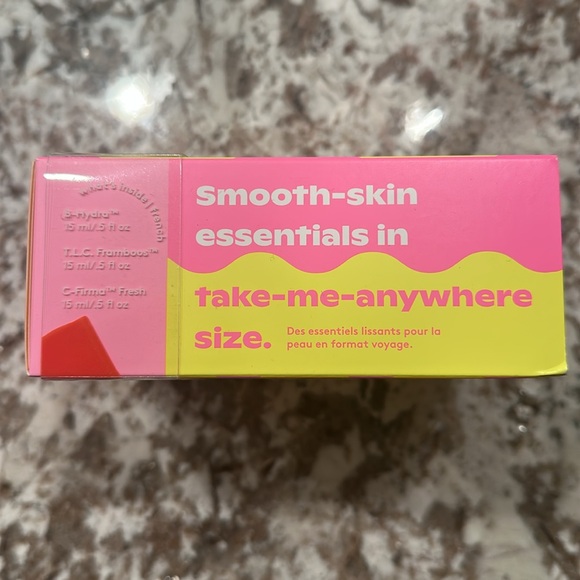 what's inside | franch
B-Hydra™
15 ml/.5 fl oz
T.L.C. Framboos™
15 ml/.5 fl oz
C-Firma™ Fresh
15 ml/.5 fl oz
Smooth-skin
essentials in
take-me-anywhere
size.
Des essentiels lissants pour la
peau en format voyage.